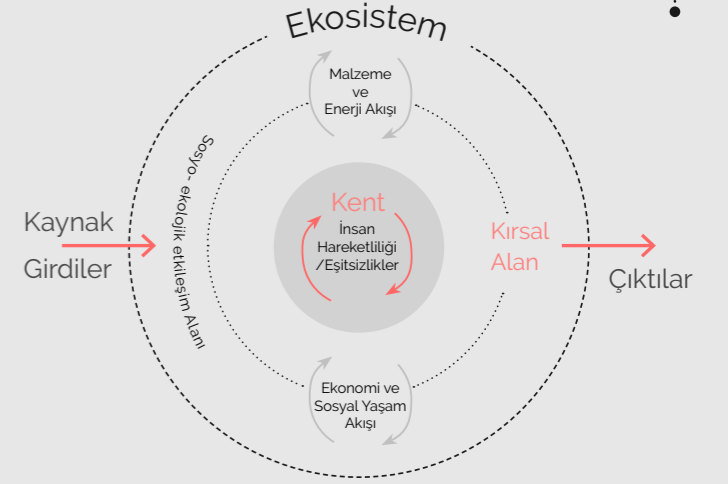 Ekosistem
Malzeme
ve
Enerji Akışı
Sosyo- ekolojik etkileşim Alanı
Kaynak
Girdiler
Kent
İnsan
Hareketliliği
/Eşitsizlikler
Kırsal
Alan
Çıktılar
Ekonomi ve
Sosyal Yaşam
Akışı